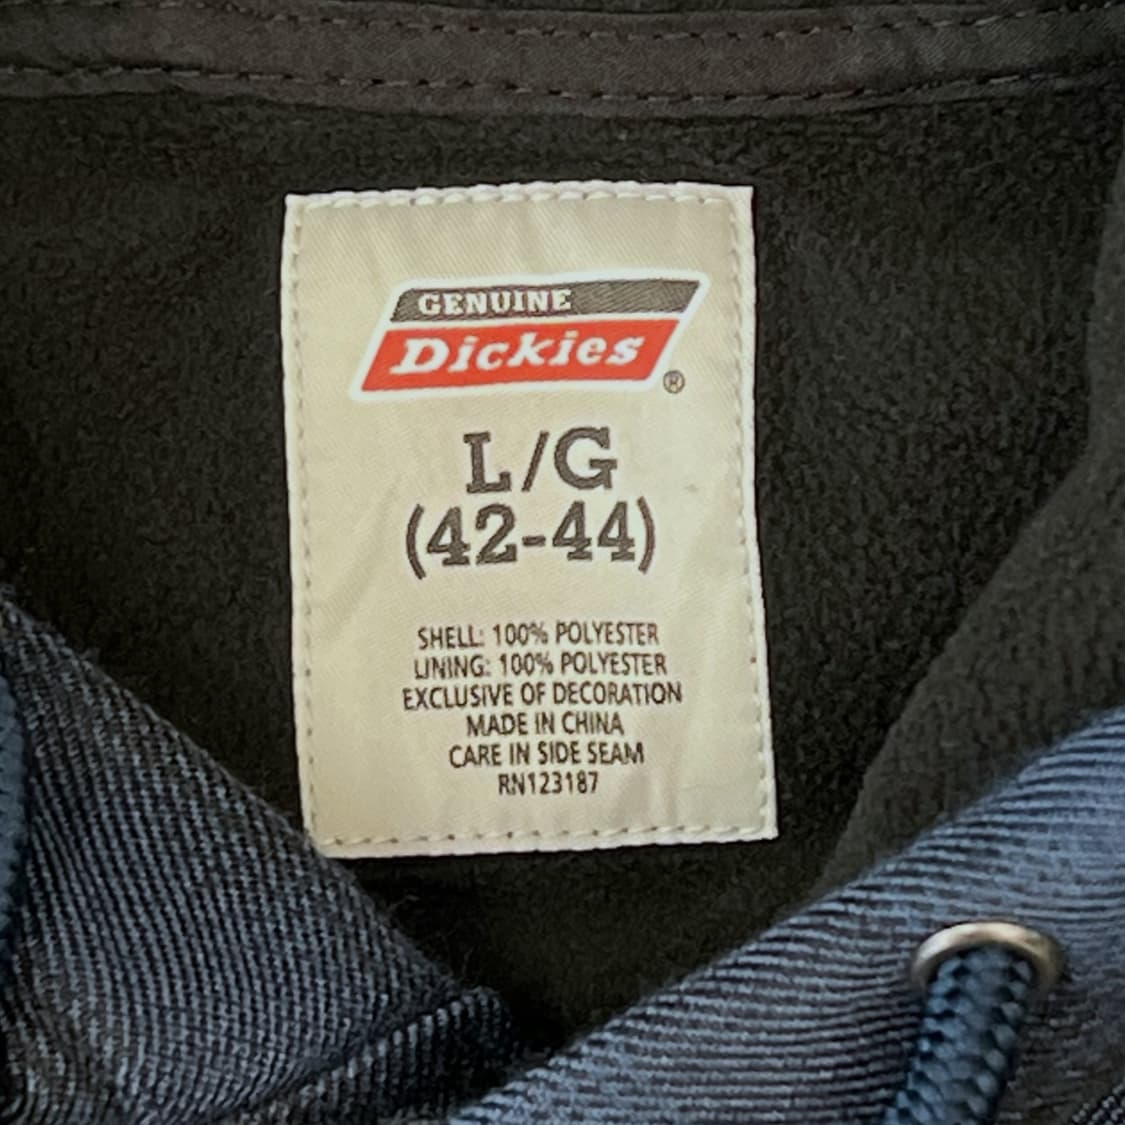 GENUINE
Dickies
®
L/G
(42-44)
SHELL: 100% POLYESTER
LINING: 100% POLYESTER
EXCLUSIVE OF DECORATION
MADE IN CHINA
CARE IN SIDE SEAM
RN123187